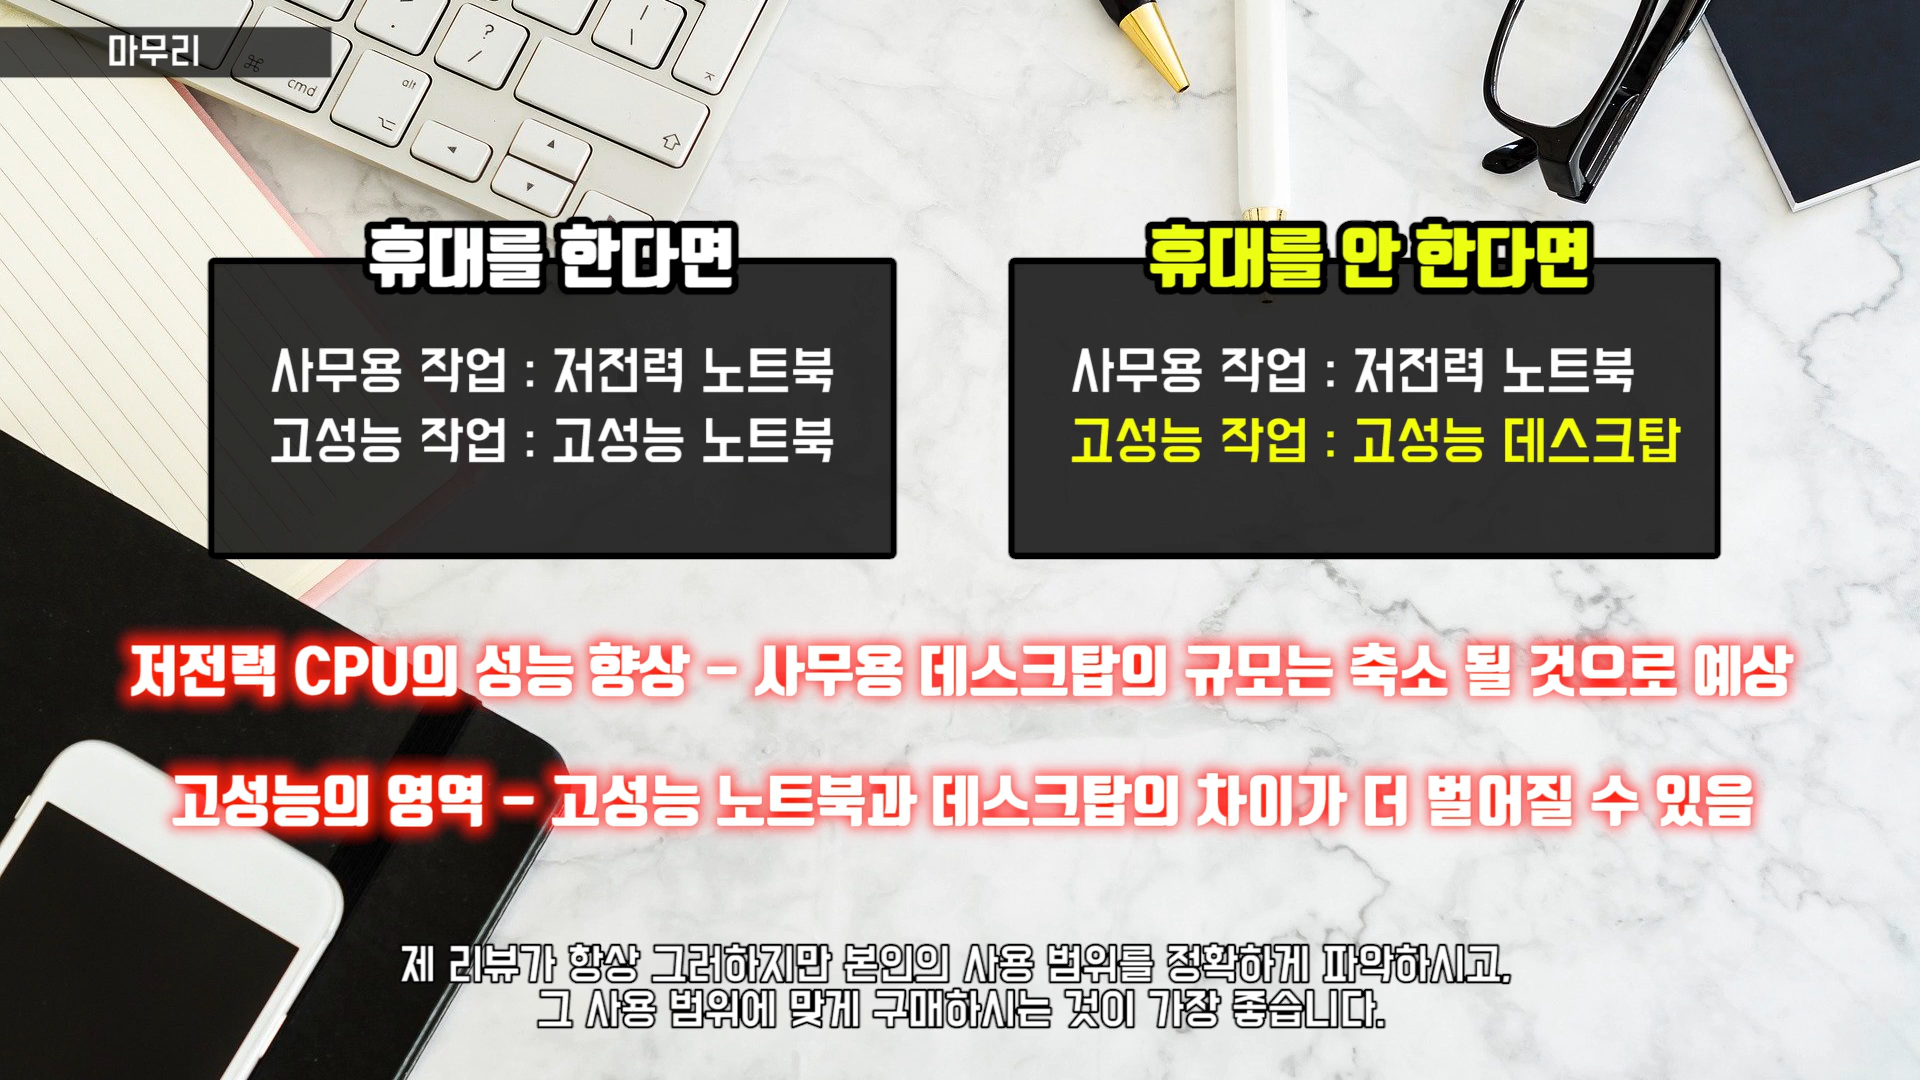 마무리
cmd
alt
?
/
휴대를 한다면
사무용 작업 : 저전력 노트북
고성능 작업 : 고성능 노트북
휴대를 안 한다면
사무용 작업 : 저전력 노트북
고성능 작업 : 고성능 데스크탑
저전력 CPU의 성능 향상 - 사무용 데스크탑의 규모는 축소 될 것으로 예상
고성능의 영역 - 고성능 노트북과 데스크탑의 차이가 더 벌어질 수 있음
제 리뷰가 항상 그러하지만 본인의 사용 범위를 정확하게 파악하시고,
그 사용 범위에 맞게 구매하시는 것이 가장 좋습니다.